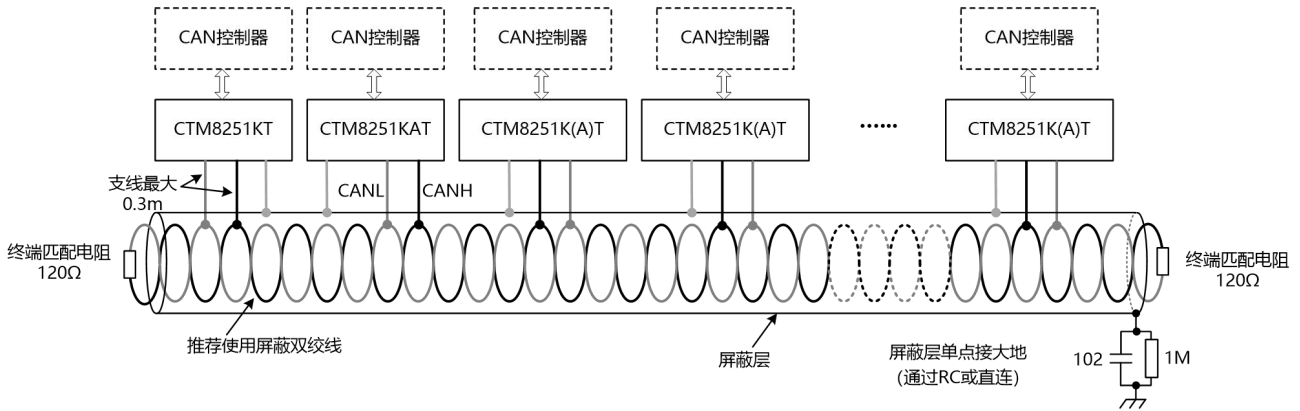 CAN控制器
CAN控制器
CAN控制器
CAN控制器
CAN控制器
CTM8251KT
CTM8251KAT
CTM8251K(A)T
CTM8251K(A)T
······
CTM8251K(A)T
支线最大
0.3m
CANL
CANH
终端匹配电阻
120Ω
终端匹配电阻
120Ω
推荐使用屏蔽双绞线
屏蔽层
屏蔽层单点接大地
(通过RC或直连)
102
1M